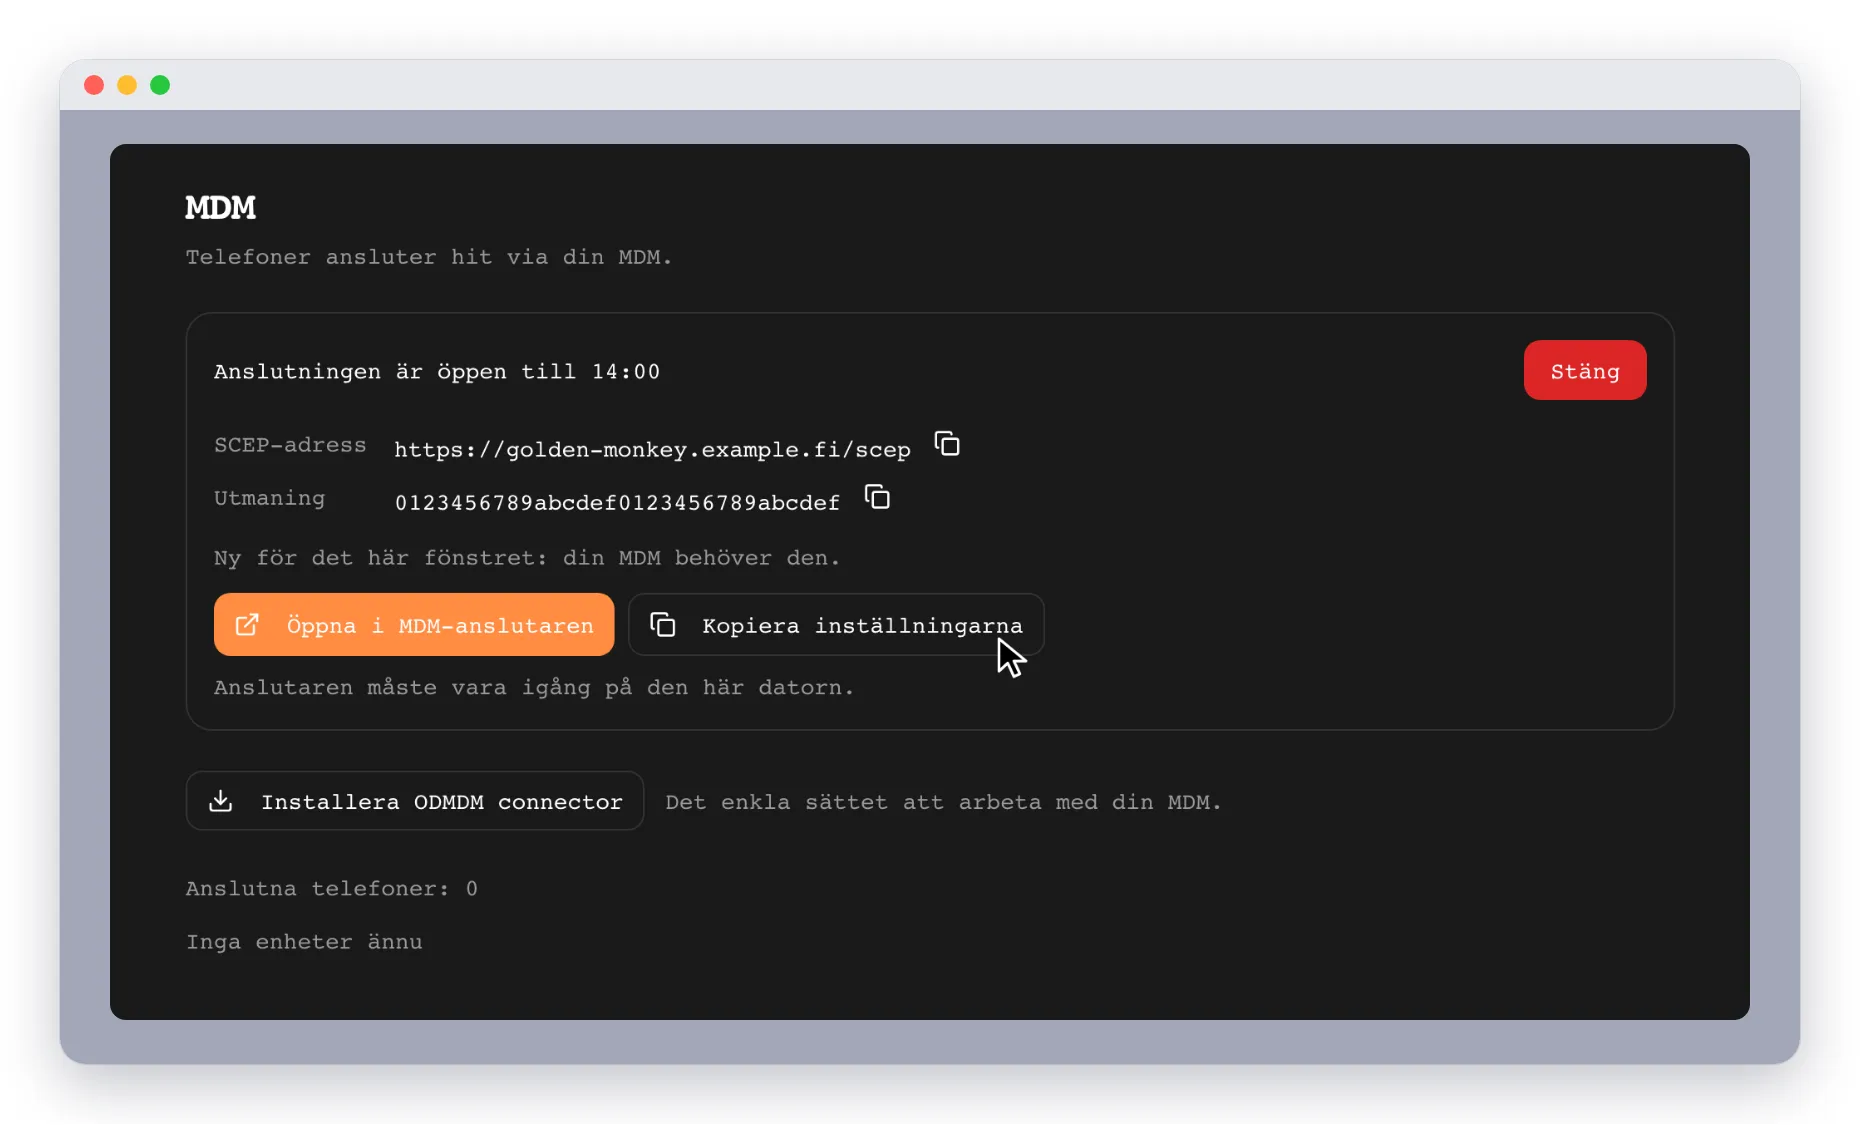 MDM
Telefoner ansluter hit via din MDM.
Anslutningen är öppen till 14:00
Stäng
SCEP-adress https://golden-monkey.example.fi/scep
Utmaning 0123456789abcdef0123456789abcdef
Ny för det här fönstret: din MDM behöver den.
Öppna i MDM-anslutaren
Kopiera inställningarna
Anslutaren måste vara igång på den här datorn.
Installera ODMDM connector
Det enkla sättet att arbeta med din MDM.
Anslutna telefoner: 0
Inga enheter ännu